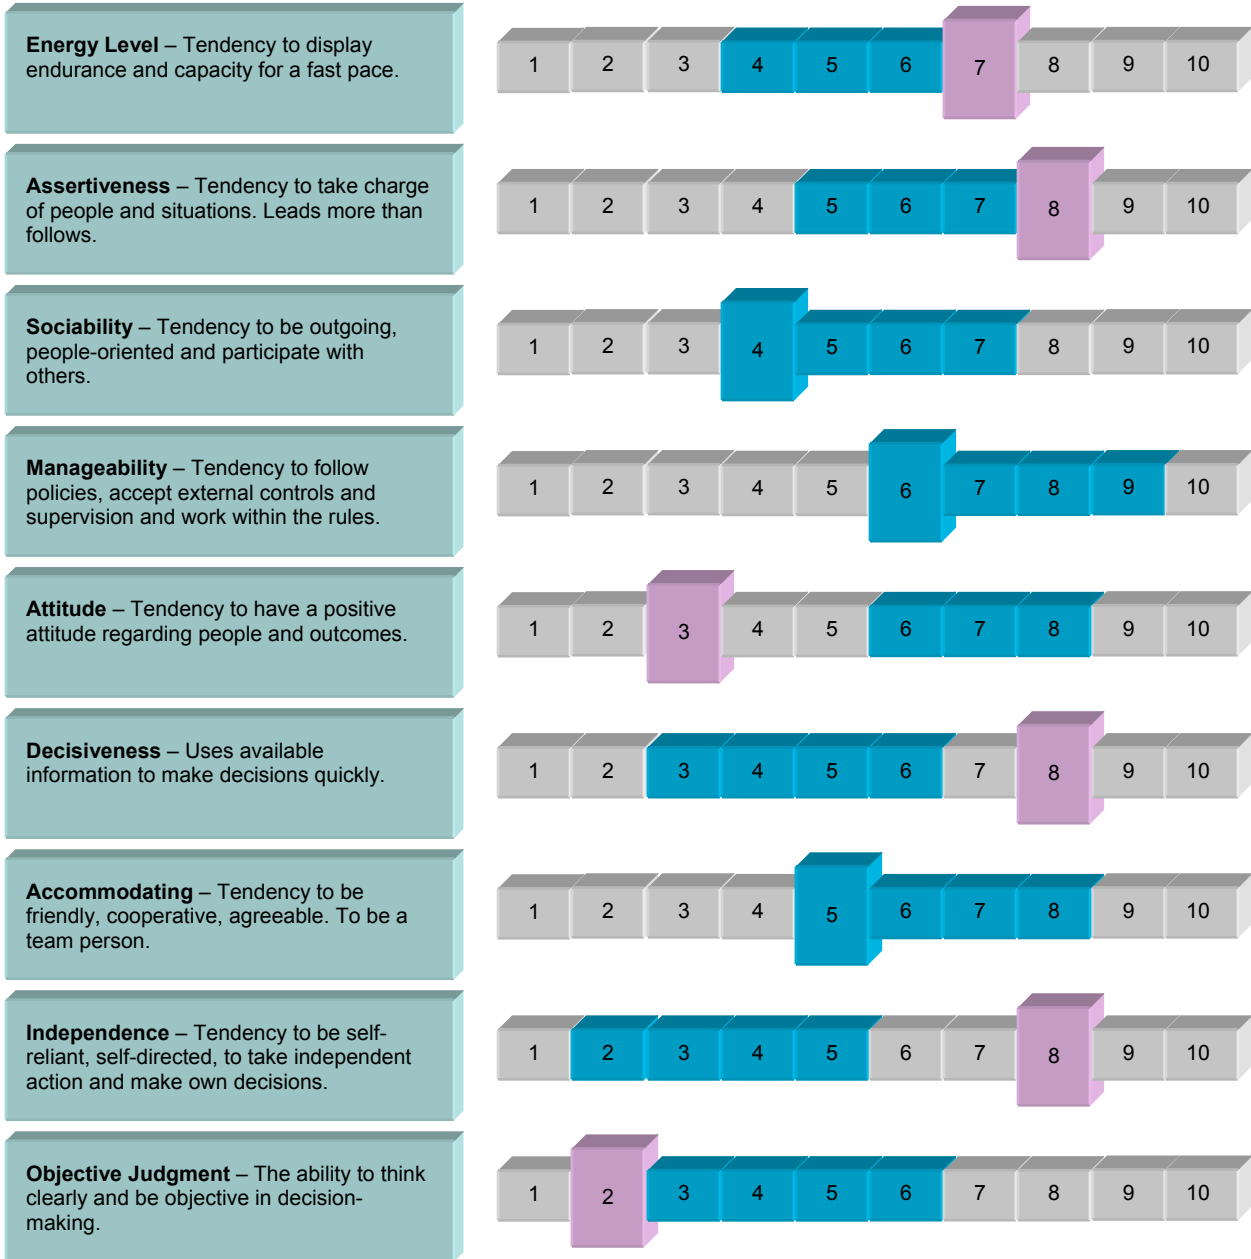 Energy Level – Tendency to display
endurance and capacity for a fast pace.
1 2 3 4 5 6 7 8 9 10
Assertiveness – Tendency to take charge
of people and situations. Leads more than
follows.
1 2 3 4 5 6 7 8 9 10
Sociability – Tendency to be outgoing,
people-oriented and participate with
others.
1 2 3 4 5 6 7 8 9 10
Manageability – Tendency to follow
policies, accept external controls and
supervision and work within the rules.
1 2 3 4 5 6 7 8 9 10
Attitude – Tendency to have a positive
attitude regarding people and outcomes.
1 2 3 4 5 6 7 8 9 10
Decisiveness – Uses available
information to make decisions quickly.
1 2 3 4 5 6 7 8 9 10
Accommodating – Tendency to be
friendly, cooperative, agreeable. To be a
team person.
1 2 3 4 5 6 7 8 9 10
Independence – Tendency to be self-
reliant, self-directed, to take independent
action and make own decisions.
1 2 3 4 5 6 7 8 9 10
Objective Judgment – The ability to think
clearly and be objective in decision-
making.
1 2 3 4 5 6 7 8 9 10